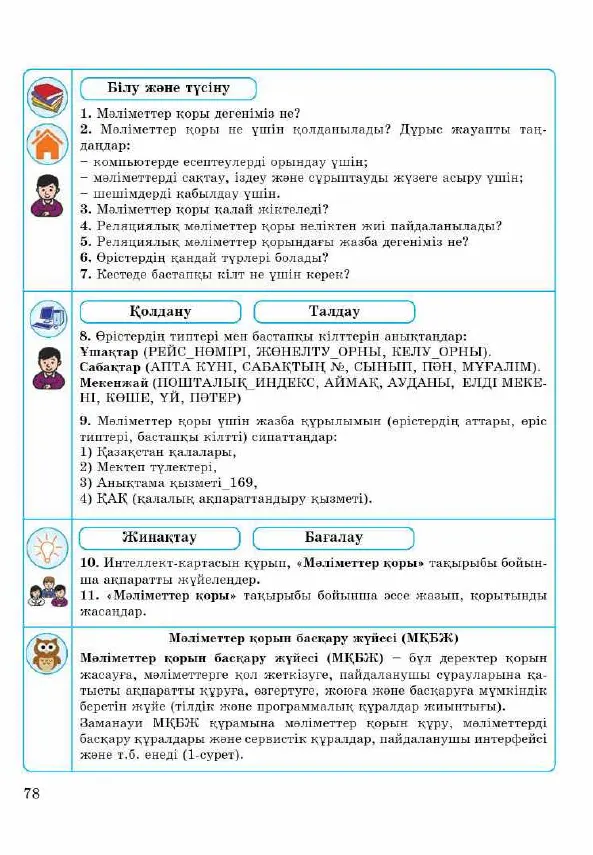 Білу және түсіну
1. Мәліметтер қоры дегеніміз не?
2. Мәліметтер қоры не үшін қолданылады? Дұрыс жауапты таң-
даңдар:
– компьютерде есептеулерді орындау үшін;
– мәліметтерді сақтау, іздеу және сұрыптауды жүзеге асыру үшін;
– шешімдерді қабылдау үшін.
3. Мәліметтер қоры қалай жіктеледі?
4. Реляциялық мәліметтер қоры неліктен жиі пайдаланылады?
5. Реляциялық мәліметтер қорындағы жазба дегеніміз не?
6. Өрістердің қандай түрлері болады?
7. Кестеде бастапқы кілт не үшін керек?
Қолдану Талдау
8. Өрістердің типтері мен бастапқы кілттерін анықтаңдар:
Ұшақтар (РЕЙС_НӨМІРІ, ЖӨНЕЛТУ_ОРНЫ, КЕЛУ_ОРНЫ).
Сабақтар (АПТА КҮНІ, САБАҚТЫҢ №, СЫНЫП, ПӘН, МҰҒАЛІМ).
Мекенжай (ПОШТАЛЫҚ_ИНДЕКС, АЙМАҚ, АУДАНЫ, ЕЛДІ МЕКЕ-
НІ, КӨШЕ, ҮЙ, ПӘТЕР)
9. Мәліметтер қоры үшін жазба құрылымын (өрістердің аттары, өріс
типтері, бастапқы кілтті) сипаттаңдар:
1) Қазақстан қалалары,
2) Мектеп түлектері,
3) Анықтама қызметі_169,
4) ҚАҚ (қалалық ақпараттандыру қызметі).
Жинақтау Бағалау
10. Интеллект-картасын құрып, «Мәліметтер қоры» тақырыбы бойын-
ша ақпаратты жүйелеңдер.
11. «Мәліметтер қоры» тақырыбы бойынша эссе жазып, қорытынды
жасаңдар.
Мәліметтер қорын басқару жүйесі (МҚБЖ)
Мәліметтер қорын басқару жүйесі (МҚБЖ) – бұл деректер қорын
жасауға, мәліметтерге қол жеткізуге, пайдаланушы сұрауларына қа-
тысты ақпаратты құруға, өзгертуге, жоюға және басқаруға мүмкіндік
беретін жүйе (тілдік және программалық құралдар жиынтығы).
Заманауи МҚБЖ құрамына мәліметтер қорын құру, мәліметтерді
басқару құралдары және сервистік құралдар, пайдаланушы интерфейсі
және т.б. енеді (1-сурет).
78